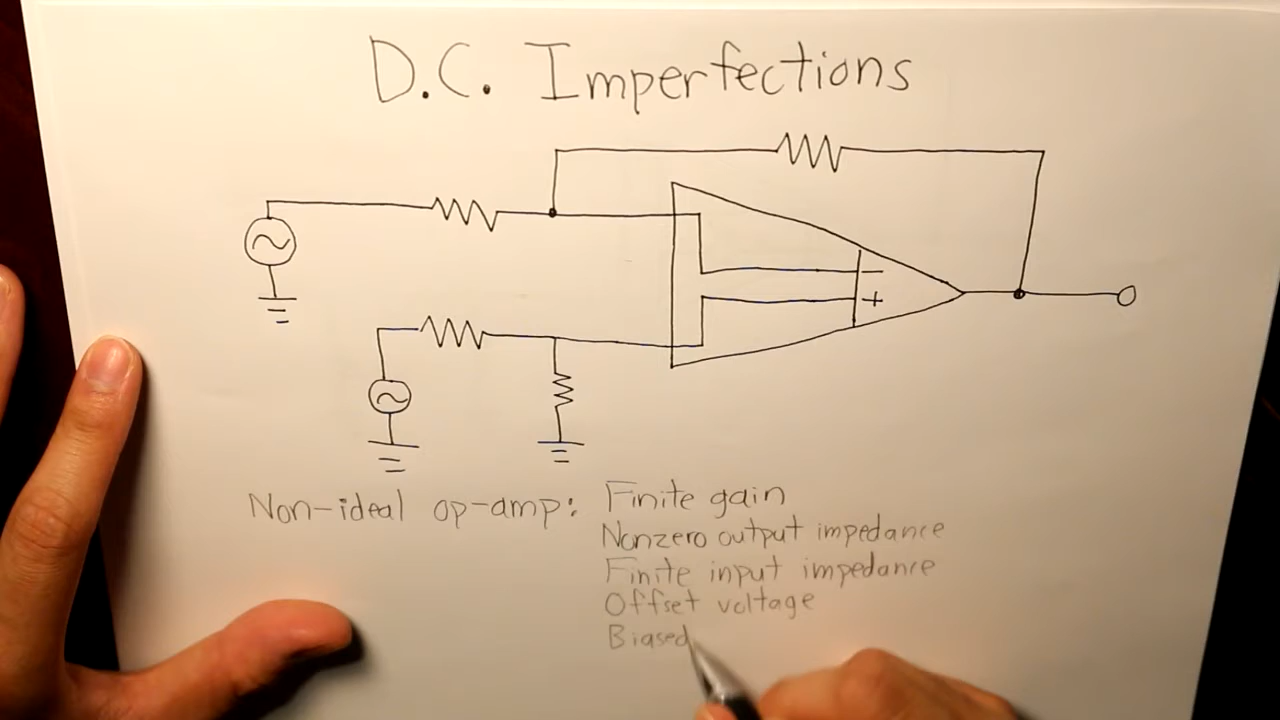 D.C. Imperfections
−
+
Non-ideal op-amp: Finite gain
Nonzero output impedance
Finite input impedance
Offset voltage
Biased